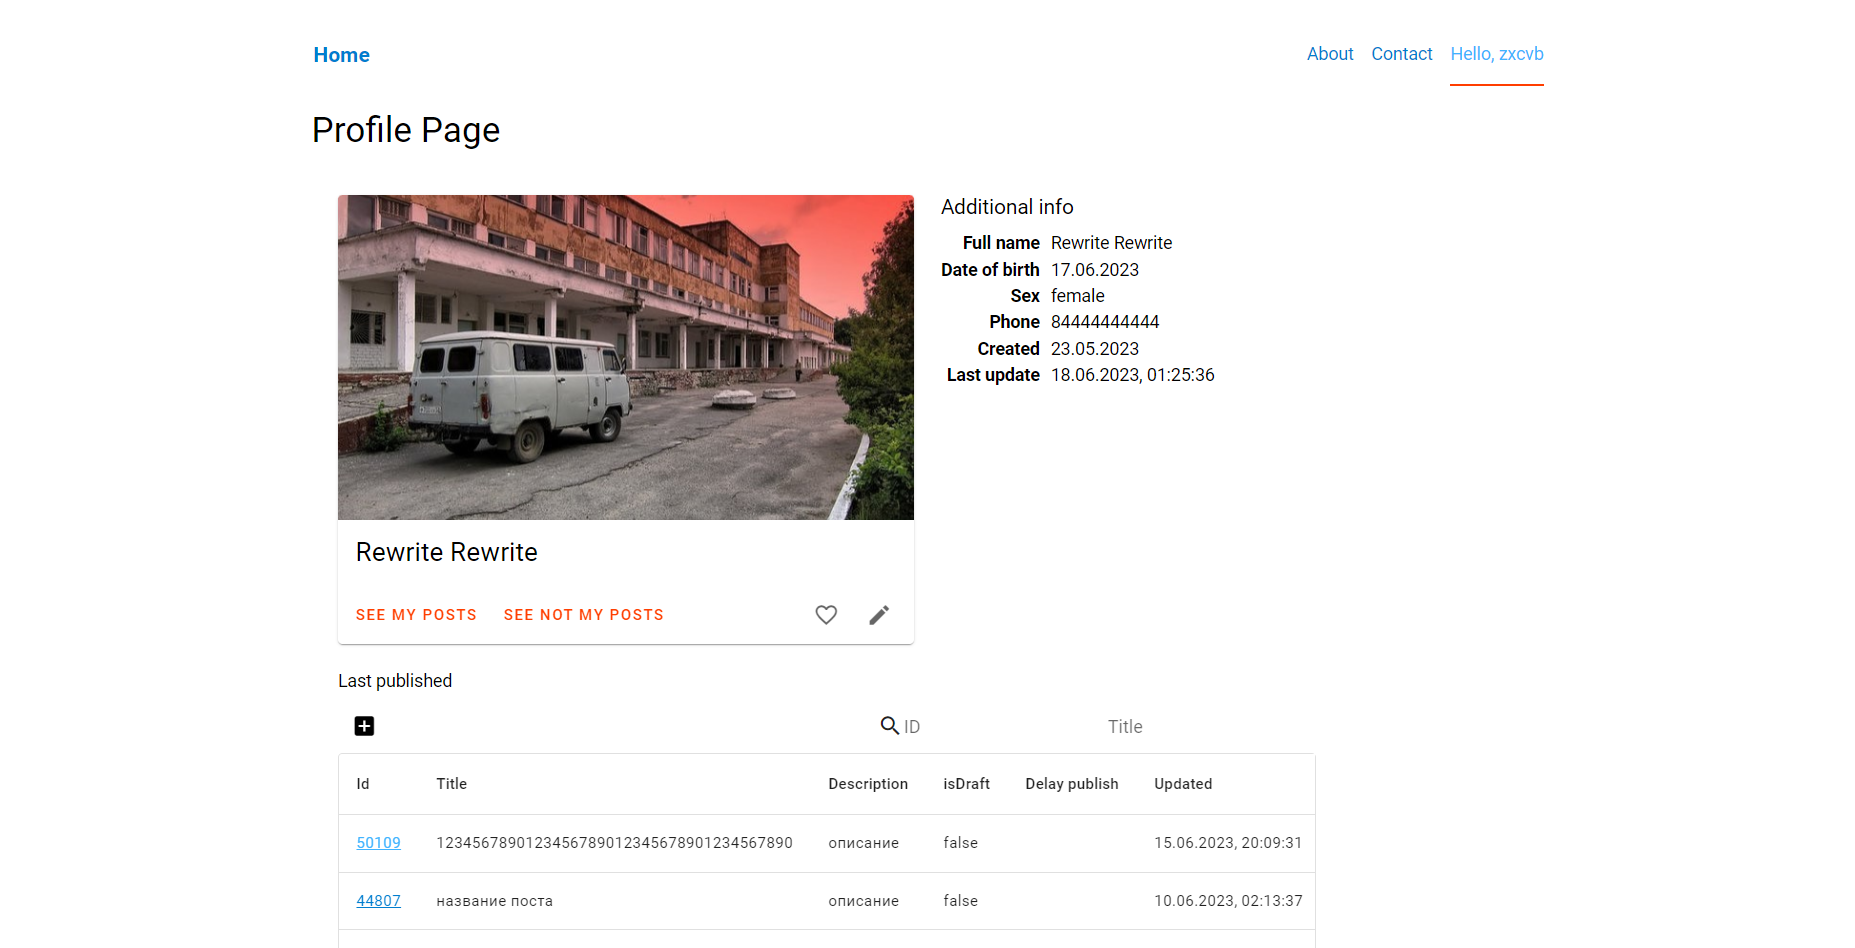 Home
About Contact Hello, zxcvb
Profile Page
Additional info
Full name Rewrite Rewrite
Date of birth 17.06.2023
Sex female
Phone 84444444444
Created 23.05.2023
Last update 18.06.2023, 01:25:36
Rewrite Rewrite
SEE MY POSTS SEE NOT MY POSTS
Last published
ID Title
Id Title Description isDraft Delay publish Updated
50109 1234567890123456789012345678901234567890 описание false 15.06.2023, 20:09:31
44807 название поста описание false 10.06.2023, 02:13:37